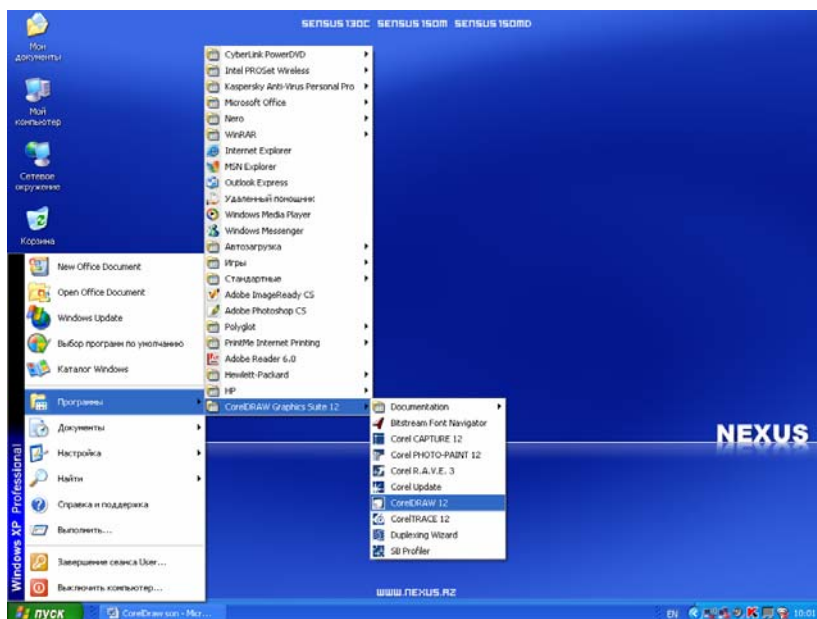 SENSUS 130C SENSUS 150M SENSUS 150MD
Мои
документы
Мой
компьютер
Сетевое
окружение
Корзина
CyberLink PowerDVD
Intel PROSet Wireless
Kaspersky Anti-Virus Personal Pro
Microsoft Office
Nero
WinRAR
Internet Explorer
MSN Explorer
Outlook Express
Удаленный помощник
Windows Media Player
Windows Messenger
Автозагрузка
Игры
Стандартные
Adobe ImageReady CS
Adobe Photoshop CS
Polyglot
PrintMe Internet Printing
Adobe Reader 6.0
Hewlett-Packard
HP
CorelDRAW Graphics Suite 12
Documentation
Bitstream Font Navigator
Corel CAPTURE 12
Corel PHOTO-PAINT 12
Corel R.A.V.E. 3
Corel Update
CorelDRAW 12
CorelTRACE 12
Duplexing Wizard
SB Profiler
New Office Document
Open Office Document
Windows Update
Выбор программ по умолчанию
Каталог Windows
Программы
Документы
Настройка
Найти
Справка и поддержка
Выполнить...
Завершение сеанса User...
Выключить компьютер...
Windows XP Professional
NEXUS
WWW.NEXUS.AZ
пуск
CorelDraw son - Micr...
EN
10:01